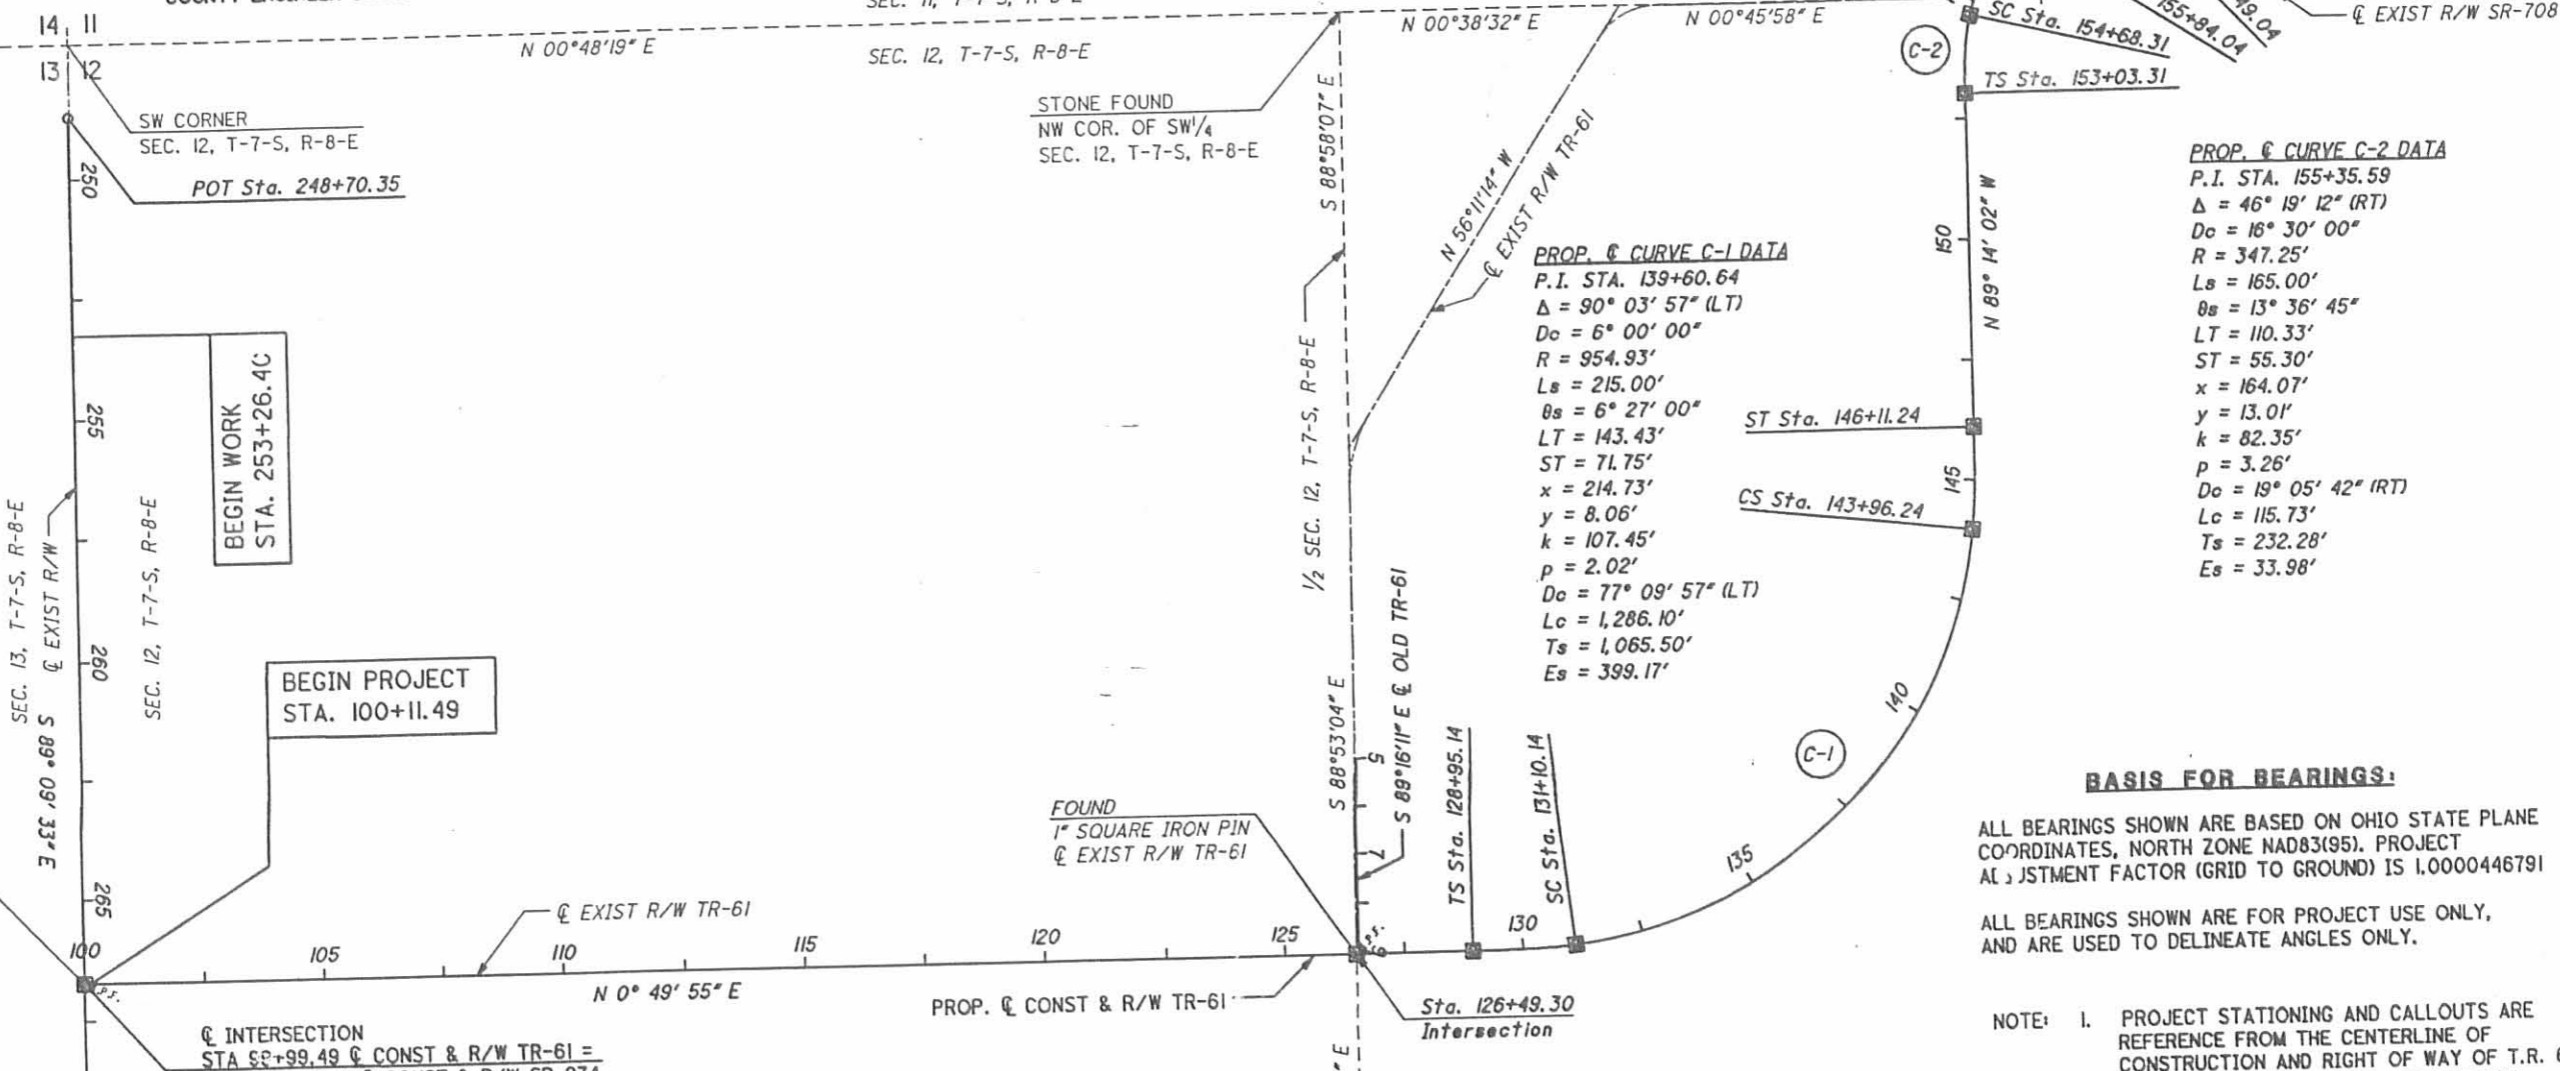 SEC. 11, T-7-S, R-8-E
14 11
13 12
N 00°48'19" E
SEC. 12, T-7-S, R-8-E
N 00°38'32" E
N 00°45'58" E
SC Sta. 154+68.31
155+84.04
49.04
℄ EXIST R/W SR-708
C-2
TS Sta. 153+03.31
SW CORNER
SEC. 12, T-7-S, R-8-E
POT Sta. 248+70.35
STONE FOUND
NW COR. OF SW1/4
SEC. 12, T-7-S, R-8-E
S 88°58'07" E
N 56°11'14" W
℄ EXIST R/W TR-61
250
255
260
265
BEGIN WORK
STA. 253+26.40
SEC. 13, T-7-S, R-8-E
℄ EXIST R/W
S 89° 09' 33" E
SEC. 12, T-7-S, R-8-E
BEGIN PROJECT
STA. 100+11.49
1/2 SEC. 12, T-7-S, R-8-E
PROP. ℄ CURVE C-1 DATA
P.I. STA. 139+60.64
Δ = 90° 03' 57" (LT)
Dc = 6° 00' 00"
R = 954.93'
Ls = 215.00'
θs = 6° 27' 00"
LT = 143.43'
ST = 71.75'
x = 214.73'
y = 8.06'
k = 107.45'
p = 2.02'
Dc = 77° 09' 57" (LT)
Lc = 1,286.10'
Ts = 1,065.50'
Es = 399.17'
150
N 89° 14' 02" W
PROP. ℄ CURVE C-2 DATA
P.I. STA. 155+35.59
Δ = 46° 19' 12" (RT)
Dc = 16° 30' 00"
R = 347.25'
Ls = 165.00'
θs = 13° 36' 45"
LT = 110.33'
ST = 55.30'
x = 164.07'
y = 13.01'
k = 82.35'
p = 3.26'
Dc = 19° 05' 42" (RT)
Lc = 115.73'
Ts = 232.28'
Es = 33.98'
ST Sta. 146+11.24
145
CS Sta. 143+96.24
140
C-1
135
S 88°53'04" E
S 89°16'11" E ℄ OLD TR-61
5
7
TS Sta. 128+95.14
SC Sta. 131+10.14
FOUND
1" SQUARE IRON PIN
℄ EXIST R/W TR-61
BASIS FOR BEARINGS:
ALL BEARINGS SHOWN ARE BASED ON OHIO STATE PLANE
COORDINATES, NORTH ZONE NAD83(95). PROJECT
ADJUSTMENT FACTOR (GRID TO GROUND) IS 1.0000446791
ALL BEARINGS SHOWN ARE FOR PROJECT USE ONLY,
AND ARE USED TO DELINEATE ANGLES ONLY.
℄ EXIST R/W TR-61
100
105
110
115
120
125
130
P.S.
P.S.
N 0° 49' 55" E
PROP. ℄ CONST & R/W TR-61
Sta. 126+49.30
Intersection
℄ INTERSECTION
+99.49 ℄ CONST & R/W TR-61 =
" E
NOTE: 1. PROJECT STATIONING AND CALLOUTS ARE
REFERENCE FROM THE CENTERLINE OF
CONSTRUCTION AND RIGHT OF WAY OF T.R. 6